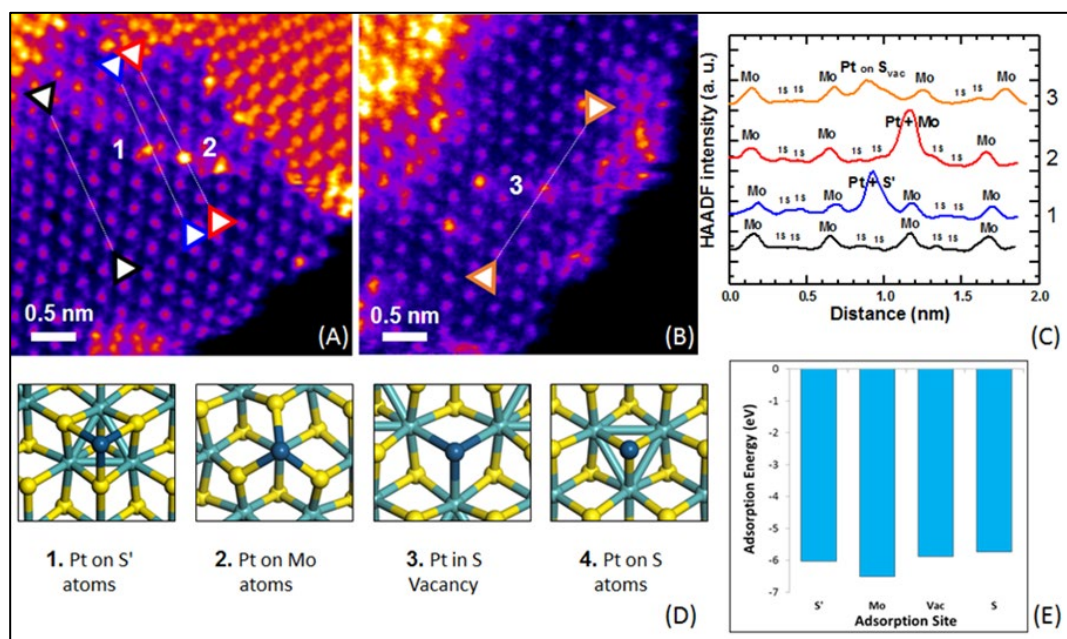 1
2
0.5 nm
(A)
3
0.5 nm
(B)
HAADF intensity (a. u.)
Mo 1S 1S Mo Pt on Svac Mo 1S Mo 3
Mo 1S 1S Mo 1S 1S Pt + Mo 1S 1S Mo 2
Mo 1S 1S Mo Pt + S' Mo 1S 1S Mo 1
Mo 1S 1S Mo 1S 1S Mo 1S 1S Mo
0.0 0.5 1.0 1.5 2.0
Distance (nm)
(C)
1. Pt on S'
atoms
2. Pt on Mo
atoms
3. Pt in S
Vacancy
4. Pt on S
atoms
(D)
Adsorption Energy (eV)
0
-1
-2
-3
-4
-5
-6
-7
S' Mo Vac S
Adsorption Site
(E)